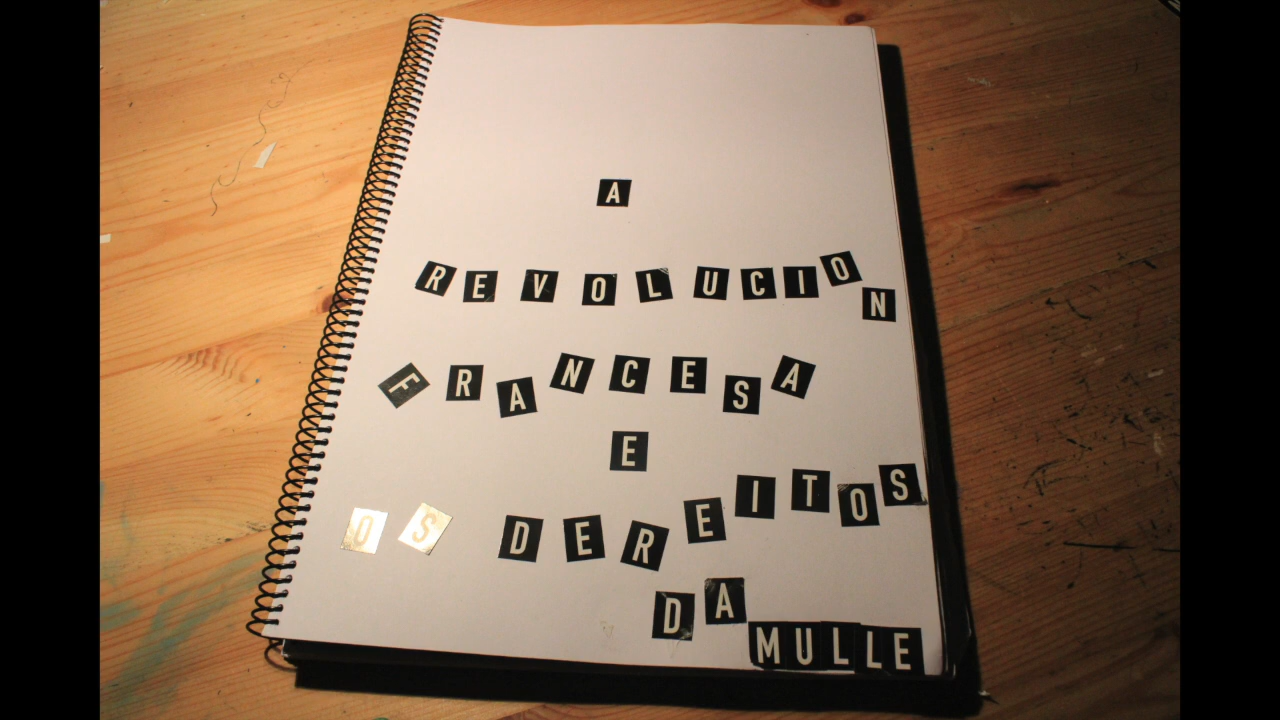 A
REVOLUCION
FRANCESA
E
OS DEREITOS
DA
MULLE